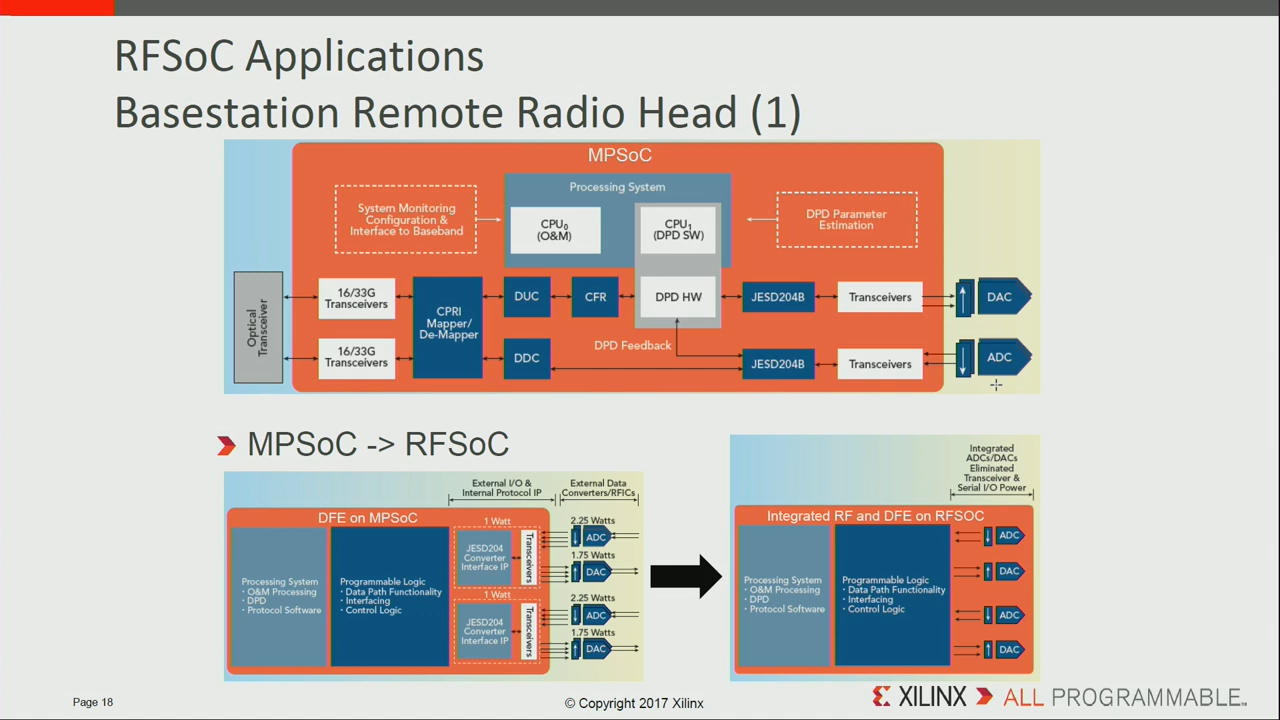 RFSoC Applications
Basestation Remote Radio Head (1)
MPSoC
Processing System
System Monitoring
Configuration &
Interface to Baseband
CPU0
(O&M)
CPU1
(DPD SW)
DPD Parameter
Estimation
Optical
Transceiver
16/33G
Transceivers
CPRI
Mapper/
De-Mapper
DUC
CFR
DPD HW
JESD204B
Transceivers
DAC
DPD Feedback
16/33G
Transceivers
DDC
JESD204B
Transceivers
ADC
MPSoC -> RFSoC
External I/O &
Internal Protocol IP
External Data
Converters/RFICs
DFE on MPSoC
Processing System
· O&M Processing
· DPD
· Protocol Software
Programmable Logic
· Data Path Functionality
· Interfacing
· Control Logic
1 Watt
JESD204
Converter
Interface IP
Transceivers
2.25 Watts
ADC
1.75 Watts
DAC
1 Watt
JESD204
Converter
Interface IP
Transceivers
2.25 Watts
ADC
1.75 Watts
DAC
Integrated
ADCs/DACs
Eliminated
Transceiver &
Serial I/O Power
Integrated RF and DFE on RFSOC
Processing System
· O&M Processing
· DPD
· Protocol Software
Programmable Logic
· Data Path Functionality
· Interfacing
· Control Logic
ADC
DAC
ADC
DAC
Page 18
© Copyright 2017 Xilinx
XILINX ALL PROGRAMMABLE™